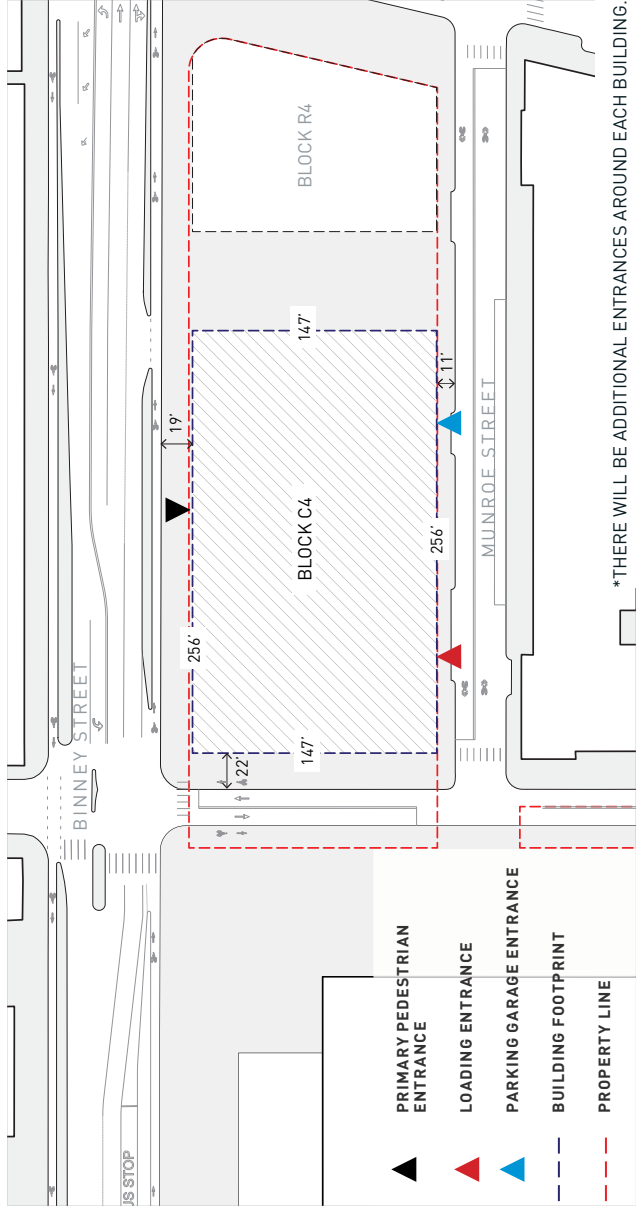 BINNEY STREET
US STOP
19'
256'
147'
BLOCK R4
BLOCK C4
22'
147'
256'
11'
MUNROE STREET
PRIMARY PEDESTRIAN
ENTRANCE
LOADING ENTRANCE
PARKING GARAGE ENTRANCE
BUILDING FOOTPRINT
PROPERTY LINE
*THERE WILL BE ADDITIONAL ENTRANCES AROUND EACH BUILDING.